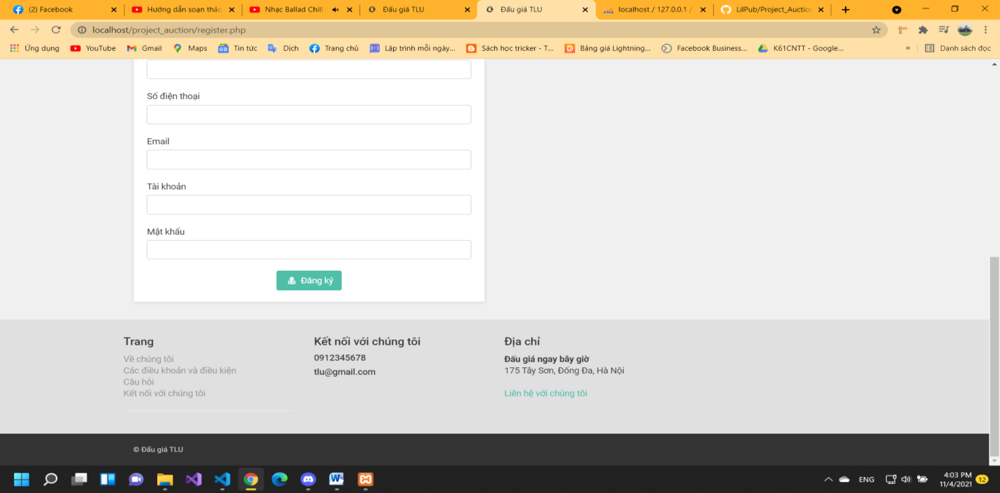 (2) Facebook
Hướng dẫn soạn thảo
Nhạc Ballad Chill
Đấu giá TLU
Đấu giá TLU
localhost / 127.0.0.1 /
LilPub/Project_Auction
localhost/project_auction/register.php
Ứng dụng
YouTube
Gmail
Maps
Tin tức
Dịch
Trang chủ
Lập trình mỗi ngày...
Sách học tricker - T...
Bảng giá Lightning...
Facebook Business...
K61CNTT - Google...
»
Danh sách đọc
Số điện thoại
Email
Tài khoản
Mật khẩu
Đăng ký
Trang
Về chúng tôi
Các điều khoản và điều kiện
Câu hỏi
Kết nối với chúng tôi
Kết nối với chúng tôi
0912345678
tlu@gmail.com
Địa chỉ
Đấu giá ngay bây giờ
175 Tây Sơn, Đống Đa, Hà Nội
Liên hệ với chúng tôi
© Đấu giá TLU
ENG
4:03 PM
11/4/2021
12